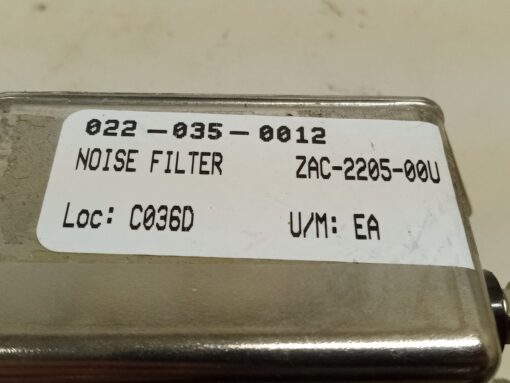 022-035-0012
NOISE FILTER ZAC-2205-00U
Loc: C036D U/M: EA